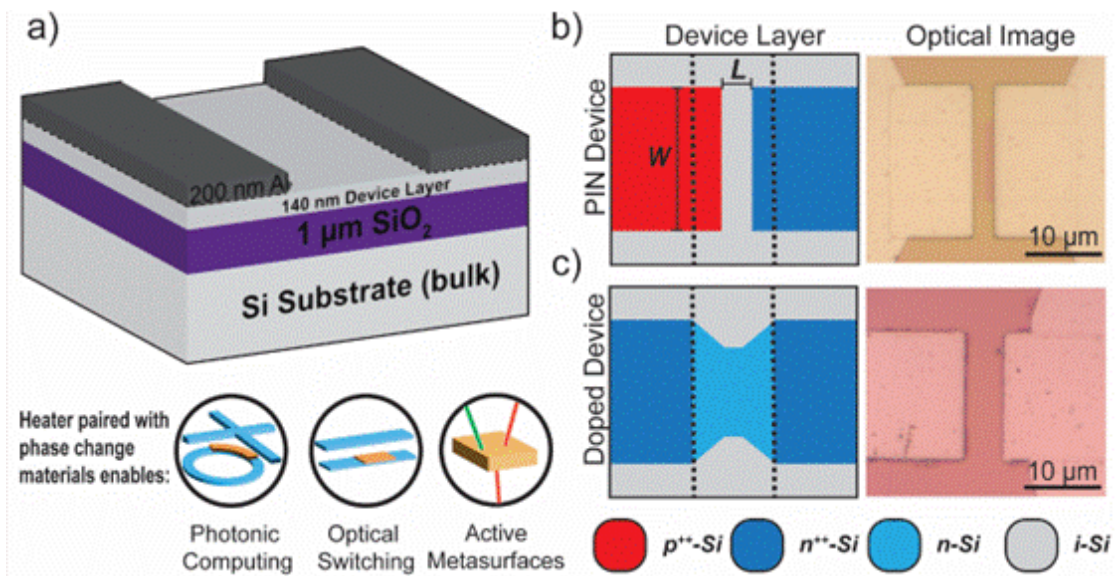 a)
200 nm Al
140 nm Device Layer
1 µm SiO₂
Si Substrate (bulk)
Heater paired with
phase change
materials enables:
Photonic
Computing
Optical
Switching
Active
Metasurfaces
b)
Device Layer
Optical Image
PIN Device
L
W
10 µm
c)
Doped Device
10 µm
p⁺⁺-Si
n⁺⁺-Si
n-Si
i-Si